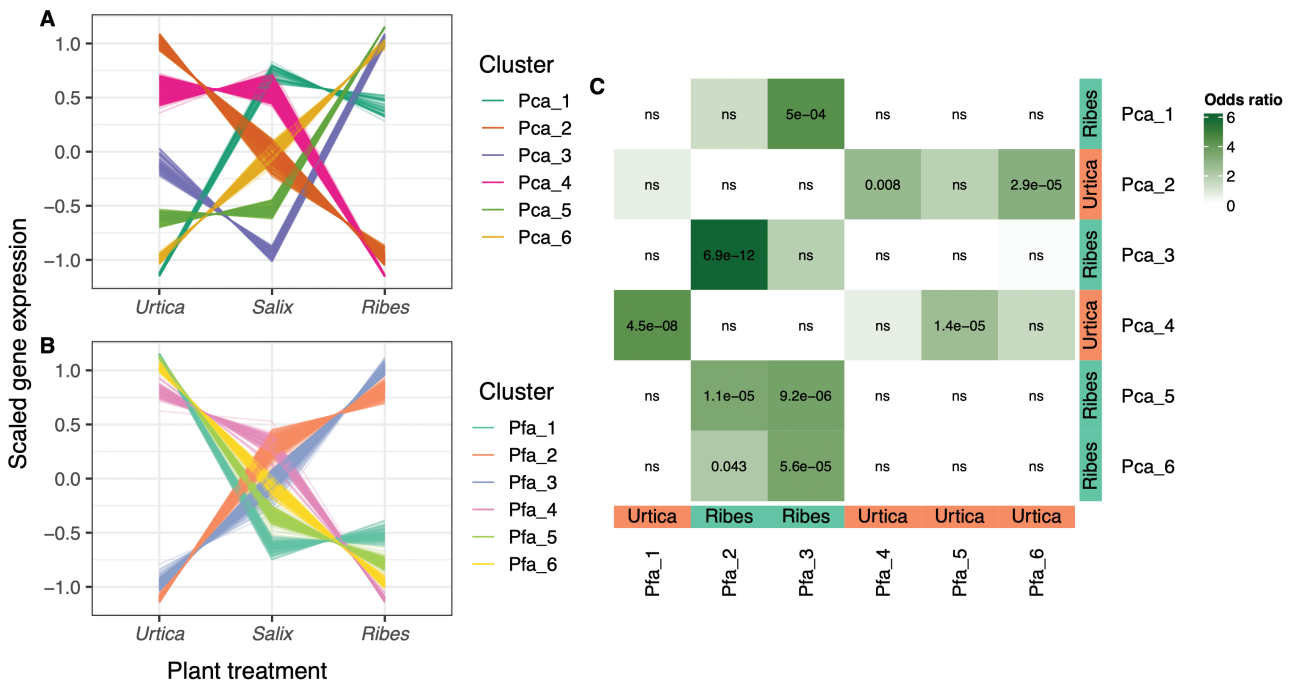 A
Scaled gene expression
1.0
0.5
0.0
−0.5
−1.0
Urtica Salix Ribes
Cluster
Pca_1
Pca_2
Pca_3
Pca_4
Pca_5
Pca_6
B
1.0
0.5
0.0
−0.5
−1.0
Urtica Salix Ribes
Plant treatment
Cluster
Pfa_1
Pfa_2
Pfa_3
Pfa_4
Pfa_5
Pfa_6
C
ns ns 5e−04 ns ns ns Ribes Pca_1
ns ns ns 0.008 ns 2.9e−05 Urtica Pca_2
ns 6.9e−12 ns ns ns ns Ribes Pca_3
4.5e−08 ns ns ns 1.4e−05 ns Urtica Pca_4
ns 1.1e−05 9.2e−06 ns ns ns Ribes Pca_5
ns 0.043 5.6e−05 ns ns ns Ribes Pca_6
Urtica Ribes Ribes Urtica Urtica Urtica
Pfa_1 Pfa_2 Pfa_3 Pfa_4 Pfa_5 Pfa_6
Odds ratio
6
4
2
0